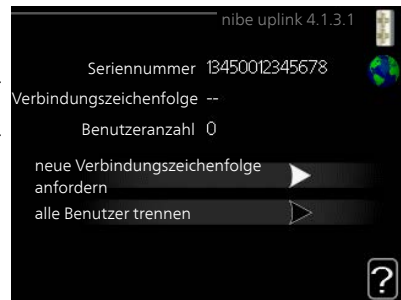 nibe uplink 4.1.3.1
Seriennummer 13450012345678
Verbindungszeichenfolge --
Benutzeranzahl 0
neue Verbindungszeichenfolge
anfordern
alle Benutzer trennen
?